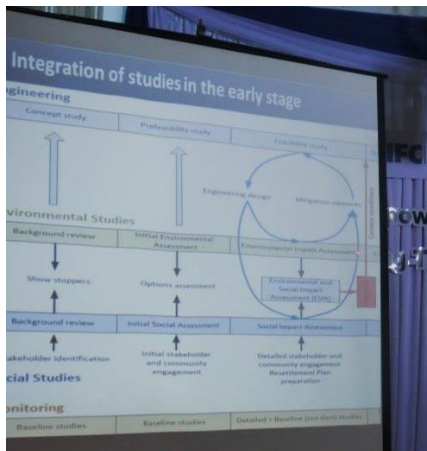 Integration of studies in the early stage
ngineering
Concept study
Prefeasibility study
Feasibility study
IFC
Engineering design
Mitigation measures
nvironmental Studies
Background review
Initial Environmental
Assessment
Environmental Impact Assessment
Show stoppers
Options assessment
Environmental and
Social Impact
Assessment (ESIA)
Background review
Initial Social Assessment
Social Impact Assessment
akeholder identification
Initial stakeholder
and community
engagement
Detailed stakeholder and
community engagement
Resettlement Plan
preparation
cial Studies
onitoring
Baseline studies
Baseline studies
Detailed + Baseline (pre dam) studies